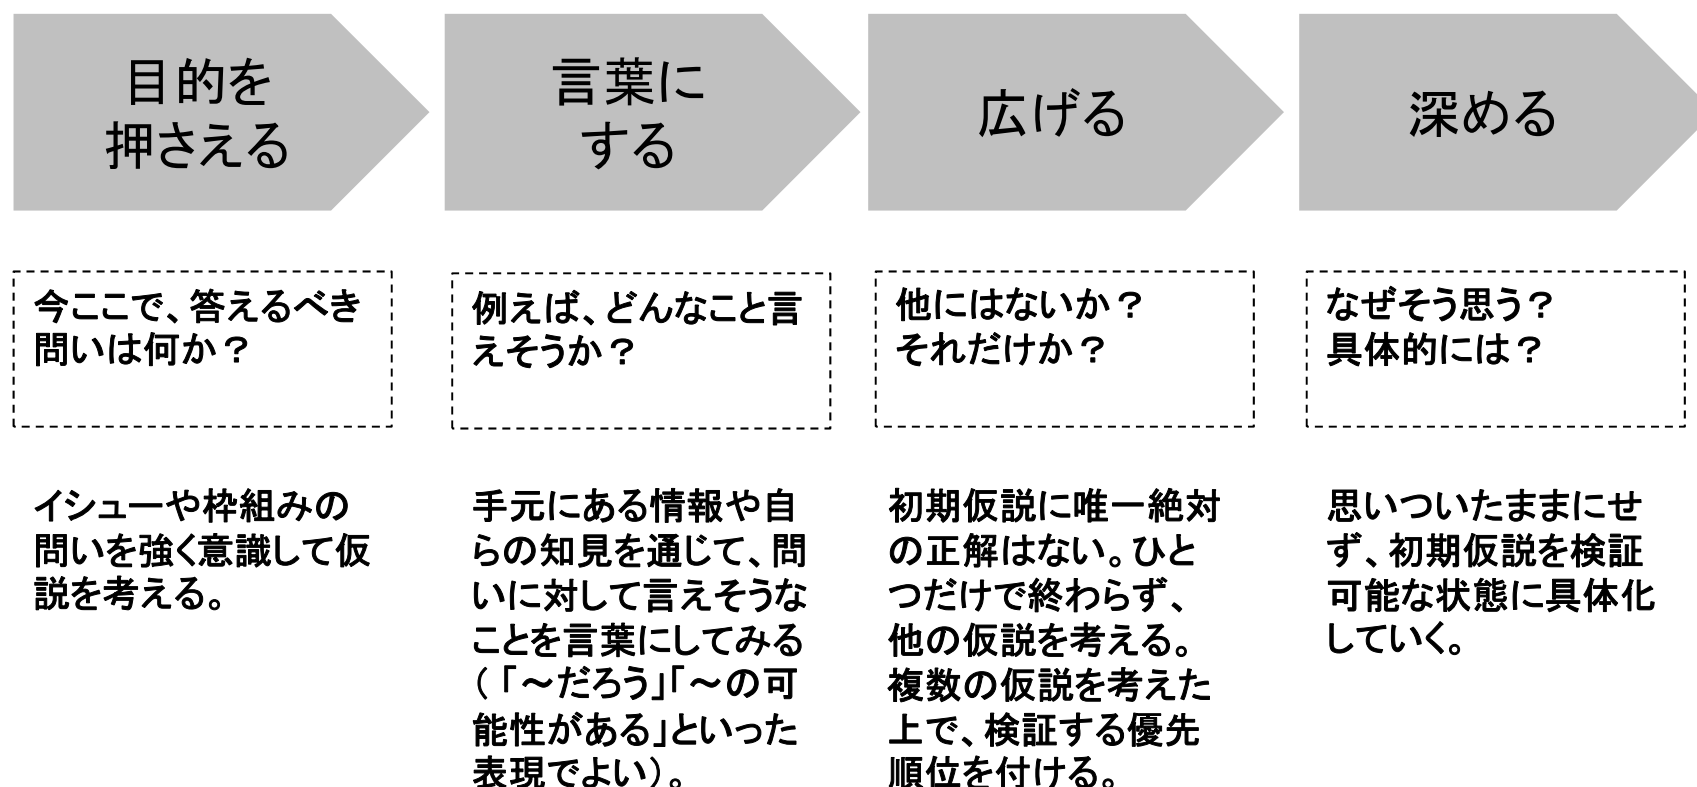 目的を
押さえる
言葉に
する
広げる
深める
今ここで、答えるべき
問いは何か？
例えば、どんなこと言
えそうか？
他にはないか？
それだけか？
なぜそう思う？
具体的には？
イシューや枠組みの
問いを強く意識して仮
説を考える。
手元にある情報や自
らの知見を通じて、問
いに対して言えそうな
ことを言葉にしてみる
（「～だろう」「～の可
能性がある」といった
表現でよい）。
初期仮説に唯一絶対
の正解はない。ひと
つだけで終わらず、
他の仮説を考える。
複数の仮説を考えた
上で、検証する優先
順位を付ける。
思いついたままにせ
ず、初期仮説を検証
可能な状態に具体化
していく。